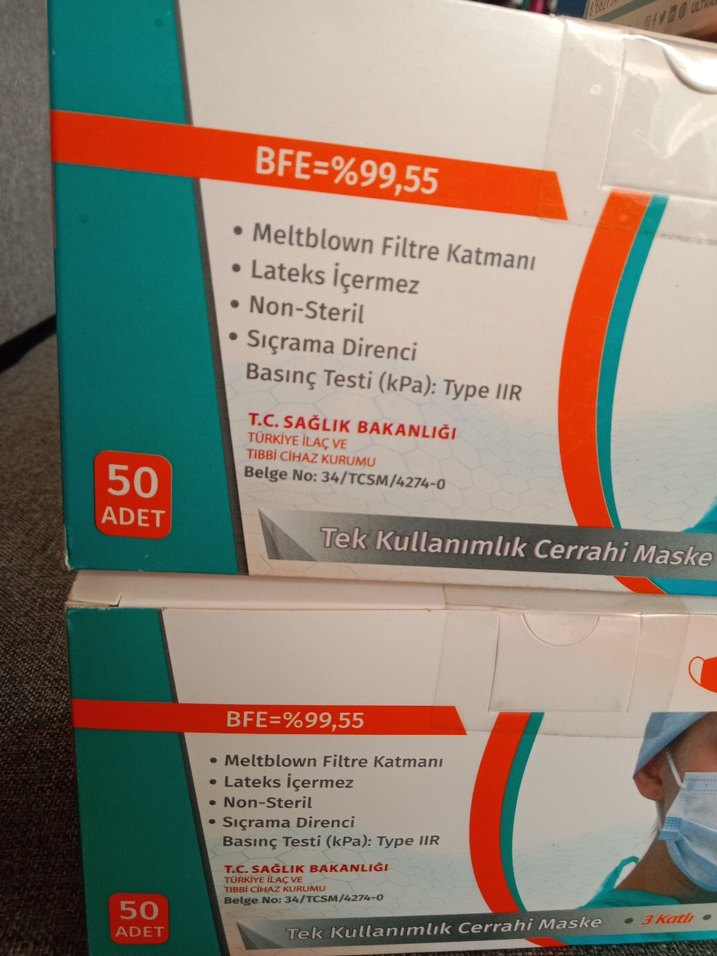 BFE=%99,55
• Meltblown Filtre Katmanı
• Lateks İçermez
• Non-Steril
• Sıçrama Direnci
Basınç Testi (kPa): Type IIR
T.C. SAĞLIK BAKANLIĞI
TÜRKİYE İLAÇ VE
TIBBİ CİHAZ KURUMU
Belge No: 34/TCSM/4274-0
50
ADET
Tek Kullanımlık Cerrahi Maske
BFE=%99,55
• Meltblown Filtre Katmanı
• Lateks İçermez
• Non-Steril
• Sıçrama Direnci
Basınç Testi (kPa): Type IIR
T.C. SAĞLIK BAKANLIĞI
TÜRKİYE İLAÇ VE
TIBBİ CİHAZ KURUMU
Belge No: 34/TCSM/4274-0
50
ADET
Tek Kullanımlık Cerrahi Maske • 3 Katlı •